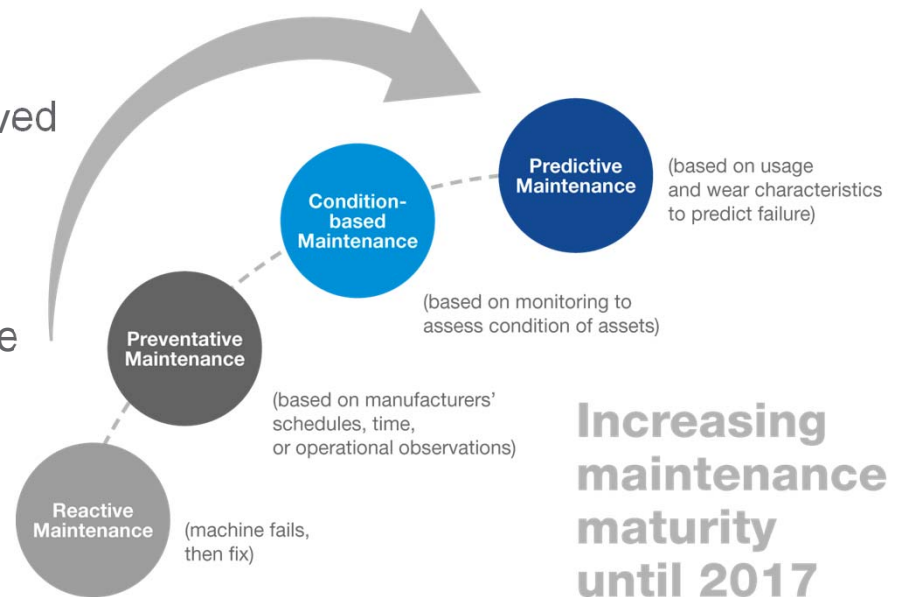 Predictive
Maintenance
(based on usage
and wear characteristics
to predict failure)
Condition-
based
Maintenance
(based on monitoring to
assess condition of assets)
Preventative
Maintenance
(based on manufacturers’
schedules, time,
or operational observations)
Reactive
Maintenance
(machine fails,
then fix)
Increasing
maintenance
maturity
until 2017